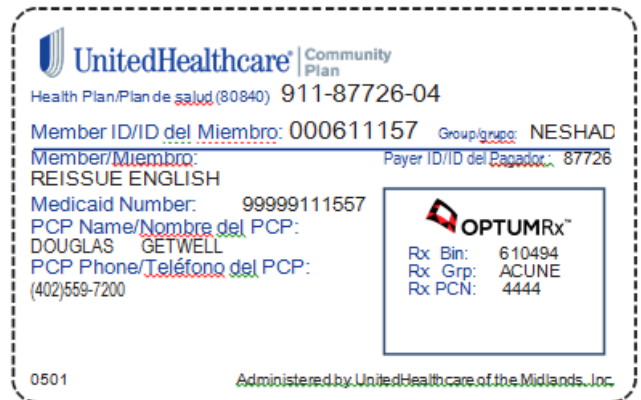 UnitedHealthcare® | Community Plan
Health Plan/Plan de salud (80840) 911-87726-04
Member ID/ID del Miembro: 000611157 Group/grupo: NESHAD
Member/Miembro: Payer ID/ID del Pagador.: 87726
REISSUE ENGLISH
Medicaid Number: 99999111557
PCP Name/Nombre del PCP:
DOUGLAS GETWELL
PCP Phone/Teléfono del PCP:
(402)559-7200
OPTUMRx™
Rx Bin: 610494
Rx Grp: ACUNE
Rx PCN: 4444
0501 Administered by UnitedHealthcare of the Midlands, Inc.